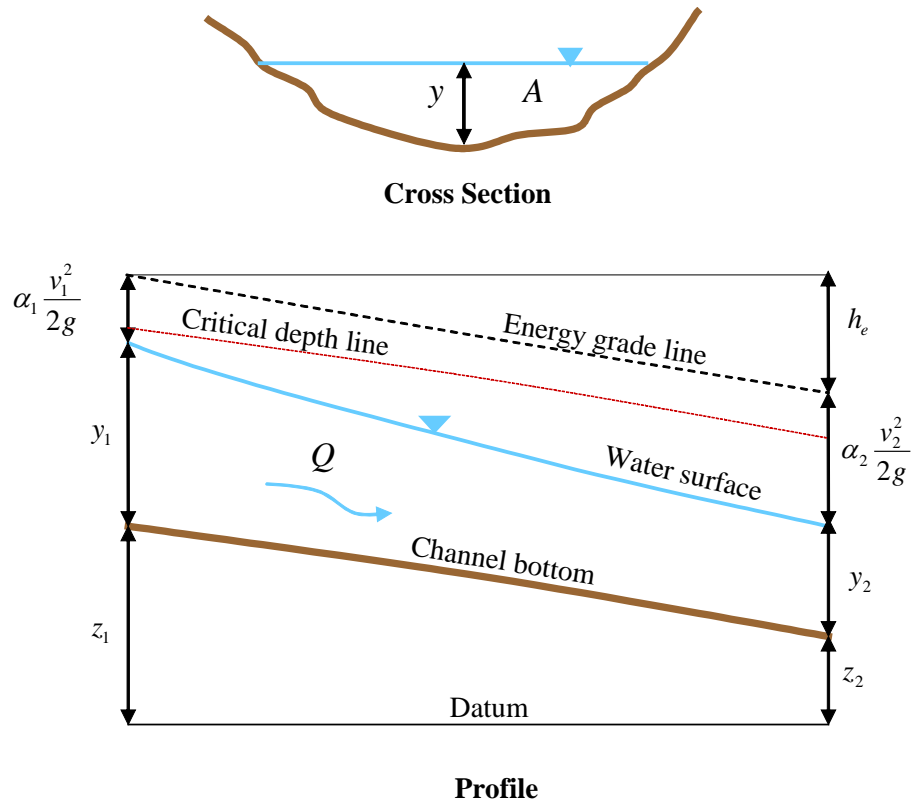 y
A
Cross Section
α₁ v₁²/2g
Critical depth line
Energy grade line
hₑ
y₁
Q
Water surface
α₂ v₂²/2g
Channel bottom
y₂
z₁
z₂
Datum
Profile